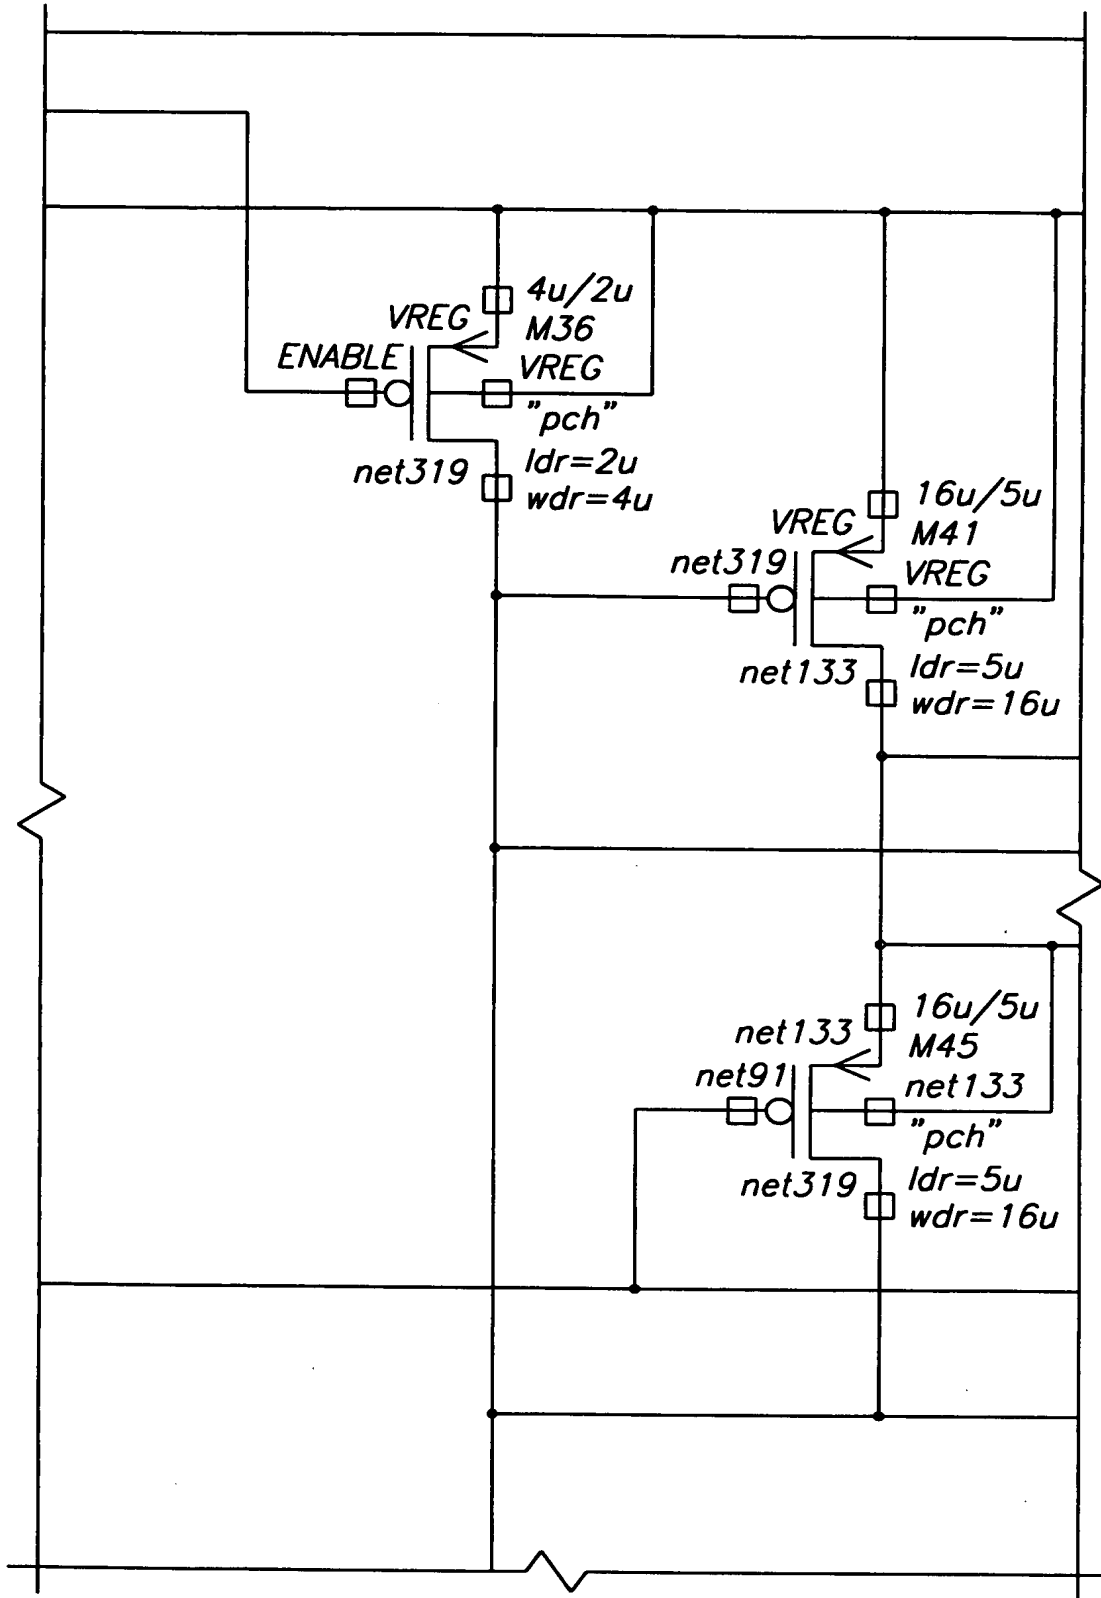 4u/2u
VREG
M36
ENABLE
VREG
"pch"
net319
ldr=2u
wdr=4u
16u/5u
VREG
M41
net319
VREG
"pch"
net133
ldr=5u
wdr=16u
16u/5u
net133
M45
net91
net133
"pch"
net319
ldr=5u
wdr=16u